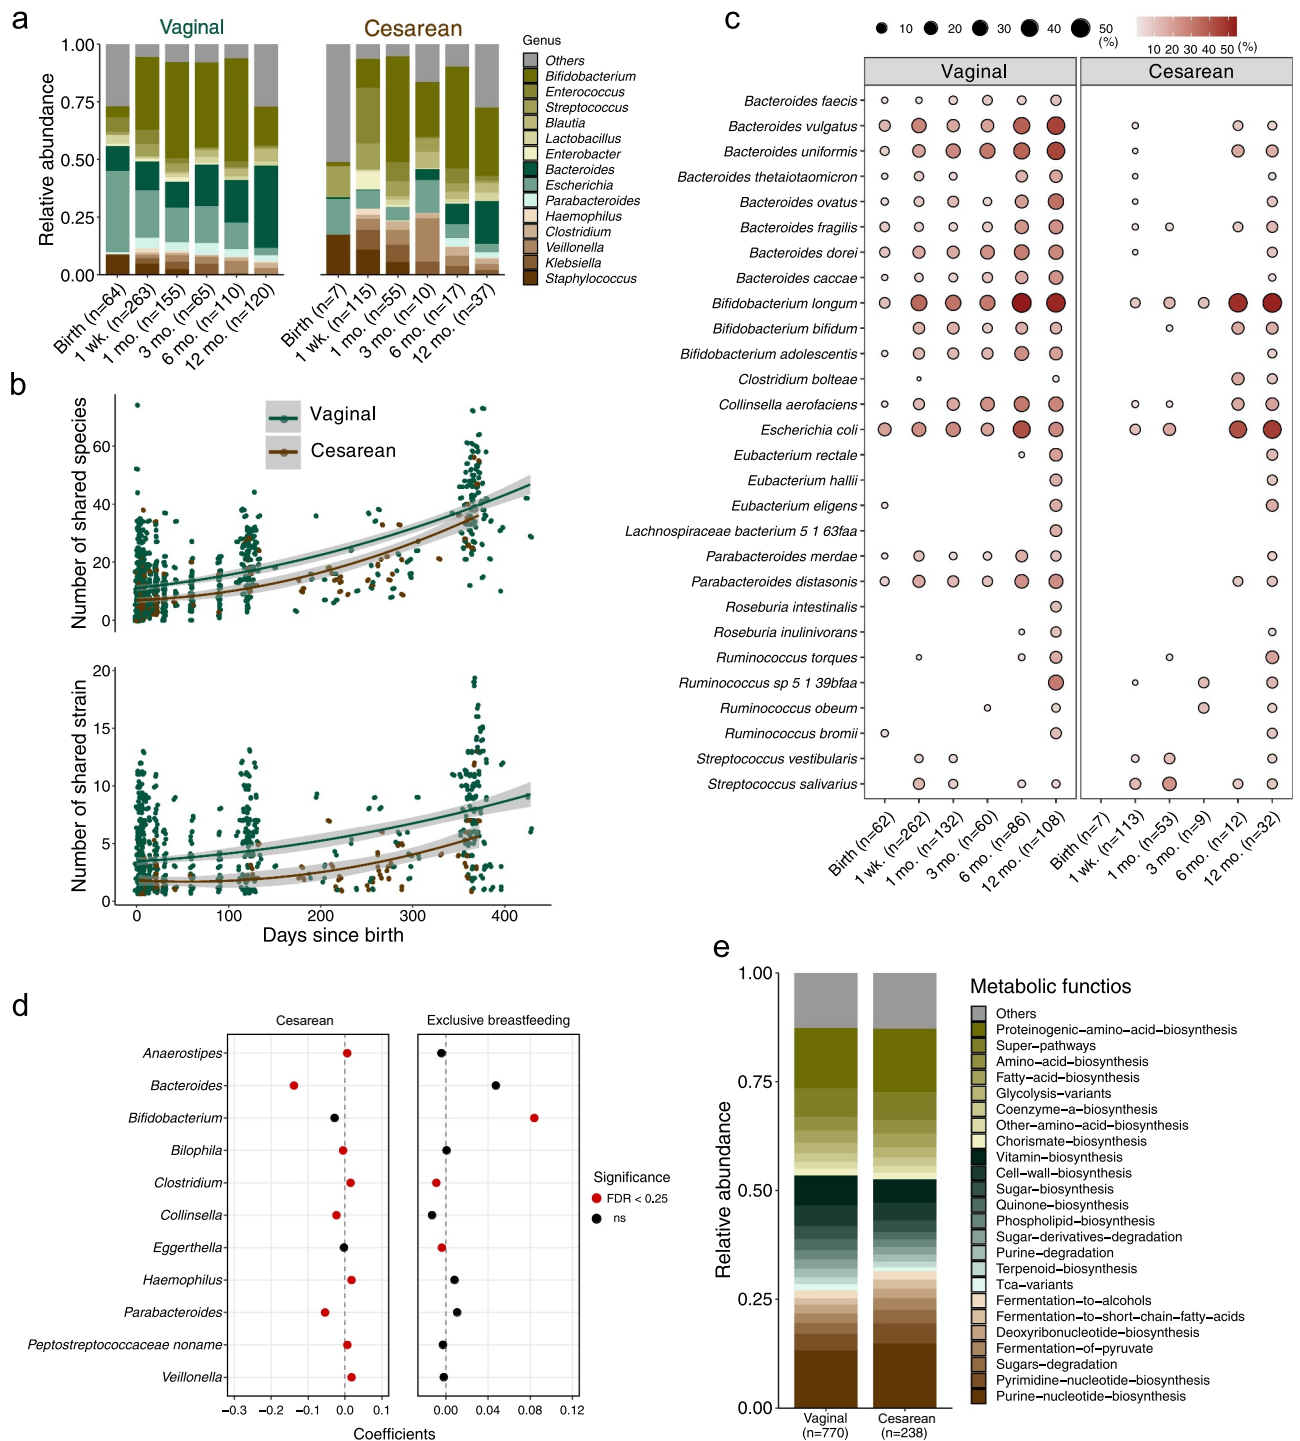 a
Vaginal
Cesarean
Relative abundance
1.00
0.75
0.50
0.25
0.00
Birth (n=64)
1 wk. (n=263)
1 mo. (n=155)
3 mo. (n=65)
6 mo. (n=110)
12 mo. (n=120)
Birth (n=7)
1 wk. (n=115)
1 mo. (n=55)
3 mo. (n=10)
6 mo. (n=17)
12 mo. (n=37)
Genus
Others
Bifidobacterium
Enterococcus
Streptococcus
Blautia
Lactobacillus
Enterobacter
Bacteroides
Escherichia
Parabacteroides
Haemophilus
Clostridium
Veillonella
Klebsiella
Staphylococcus
b
Vaginal
Cesarean
Number of shared species
60
40
20
0
Number of shared strain
20
15
10
5
0
0 100 200 300 400
Days since birth
c
10 20 30 40 50
(%)
10 20 30 40 50 (%)
Vaginal
Cesarean
Bacteroides faecis
Bacteroides vulgatus
Bacteroides uniformis
Bacteroides thetaiotaomicron
Bacteroides ovatus
Bacteroides fragilis
Bacteroides dorei
Bacteroides caccae
Bifidobacterium longum
Bifidobacterium bifidum
Bifidobacterium adolescentis
Clostridium bolteae
Collinsella aerofaciens
Escherichia coli
Eubacterium rectale
Eubacterium hallii
Eubacterium eligens
Lachnospiraceae bacterium 5 1 63faa
Parabacteroides merdae
Parabacteroides distasonis
Roseburia intestinalis
Roseburia inulinivorans
Ruminococcus torques
Ruminococcus sp 5 1 39bfaa
Ruminococcus obeum
Ruminococcus bromii
Streptococcus vestibularis
Streptococcus salivarius
Birth (n=62)
1 wk. (n=262)
1 mo. (n=132)
3 mo. (n=60)
6 mo. (n=86)
12 mo. (n=108)
Birth (n=7)
1 wk. (n=113)
1 mo. (n=53)
3 mo. (n=9)
6 mo. (n=12)
12 mo. (n=32)
d
Cesarean
Exclusive breastfeeding
Anaerostipes
Bacteroides
Bifidobacterium
Bilophila
Clostridium
Collinsella
Eggerthella
Haemophilus
Parabacteroides
Peptostreptococcaceae noname
Veillonella
−0.3 −0.2 −0.1 0.0 0.1
0.00 0.04 0.08 0.12
Coefficients
Significance
FDR < 0.25
ns
e
Relative abundance
1.00
0.75
0.50
0.25
0.00
Vaginal
(n=770)
Cesarean
(n=238)
Metabolic functios
Others
Proteinogenic−amino−acid−biosynthesis
Super−pathways
Amino−acid−biosynthesis
Fatty−acid−biosynthesis
Glycolysis−variants
Coenzyme−a−biosynthesis
Other−amino−acid−biosynthesis
Chorismate−biosynthesis
Vitamin−biosynthesis
Cell−wall−biosynthesis
Sugar−biosynthesis
Quinone−biosynthesis
Phospholipid−biosynthesis
Sugar−derivatives−degradation
Purine−degradation
Terpenoid−biosynthesis
Tca−variants
Fermentation−to−alcohols
Fermentation−to−short−chain−fatty−acids
Deoxyribonucleotide−biosynthesis
Fermentation−of−pyruvate
Sugars−degradation
Pyrimidine−nucleotide−biosynthesis
Purine−nucleotide−biosynthesis